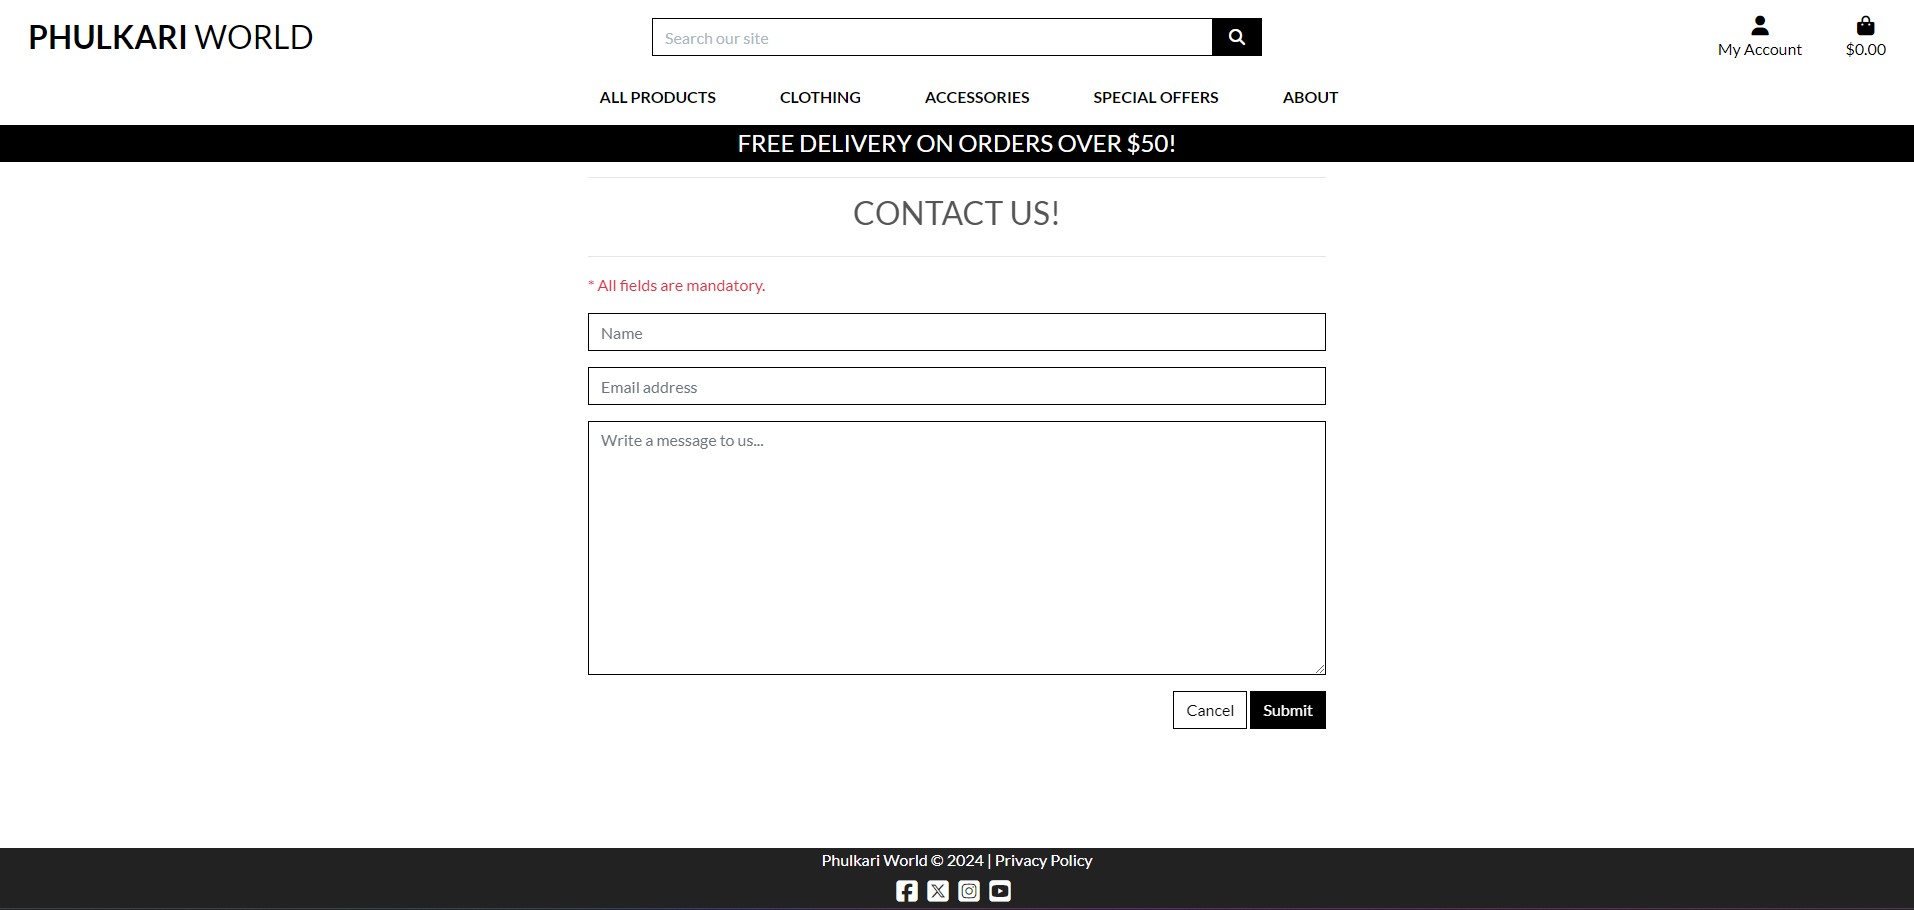 PHULKARI WORLD
Search our site
My Account
$0.00
ALL PRODUCTS CLOTHING ACCESSORIES SPECIAL OFFERS ABOUT
FREE DELIVERY ON ORDERS OVER $50!
CONTACT US!
* All fields are mandatory.
Name
Email address
Write a message to us...
Cancel Submit
Phulkari World © 2024 | Privacy Policy